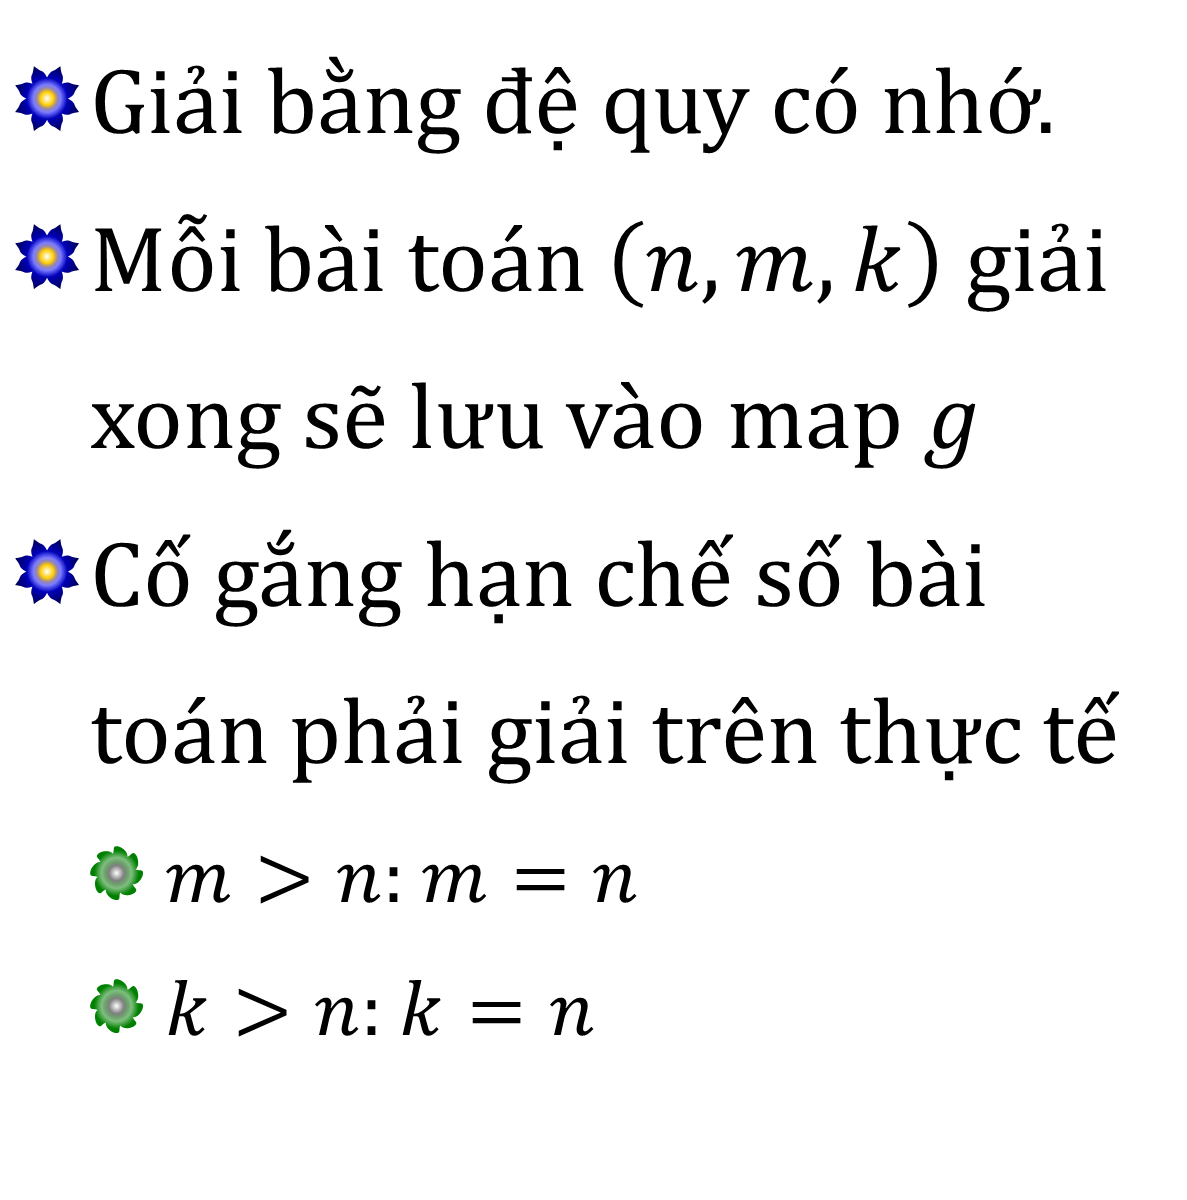 Giải bằng đệ quy có nhớ.
Mỗi bài toán (n, m, k) giải
xong sẽ lưu vào map g
Cố gắng hạn chế số bài
toán phải giải trên thực tế
m > n: m = n
k > n: k = n